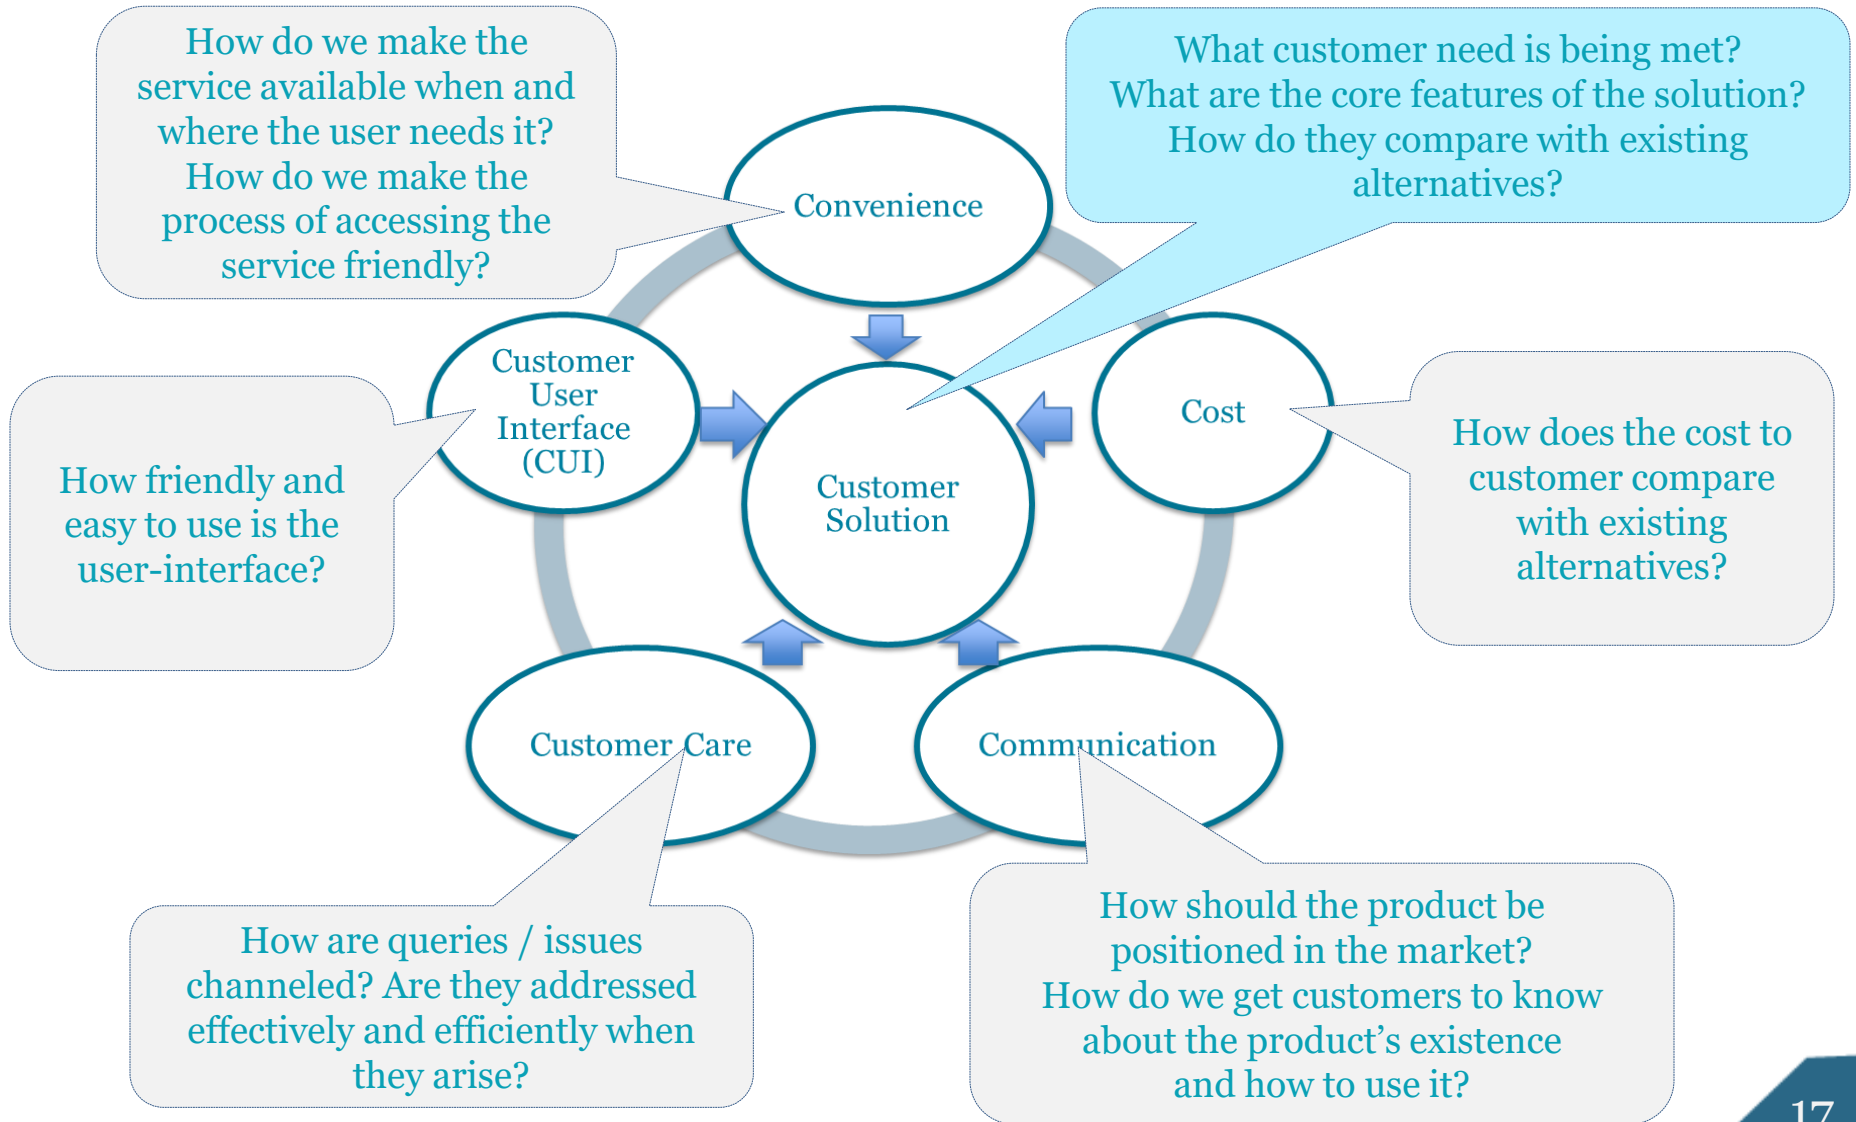 How do we make the
service available when and
where the user needs it?
How do we make the
process of accessing the
service friendly?
What customer need is being met?
What are the core features of the solution?
How do they compare with existing
alternatives?
Convenience
Customer
User
Interface
(CUI)
Cost
How friendly and
easy to use is the
user-interface?
Customer
Solution
How does the cost to
customer compare
with existing
alternatives?
Customer Care
Communication
How are queries / issues
channeled? Are they addressed
effectively and efficiently when
they arise?
How should the product be
positioned in the market?
How do we get customers to know
about the product’s existence
and how to use it?
17